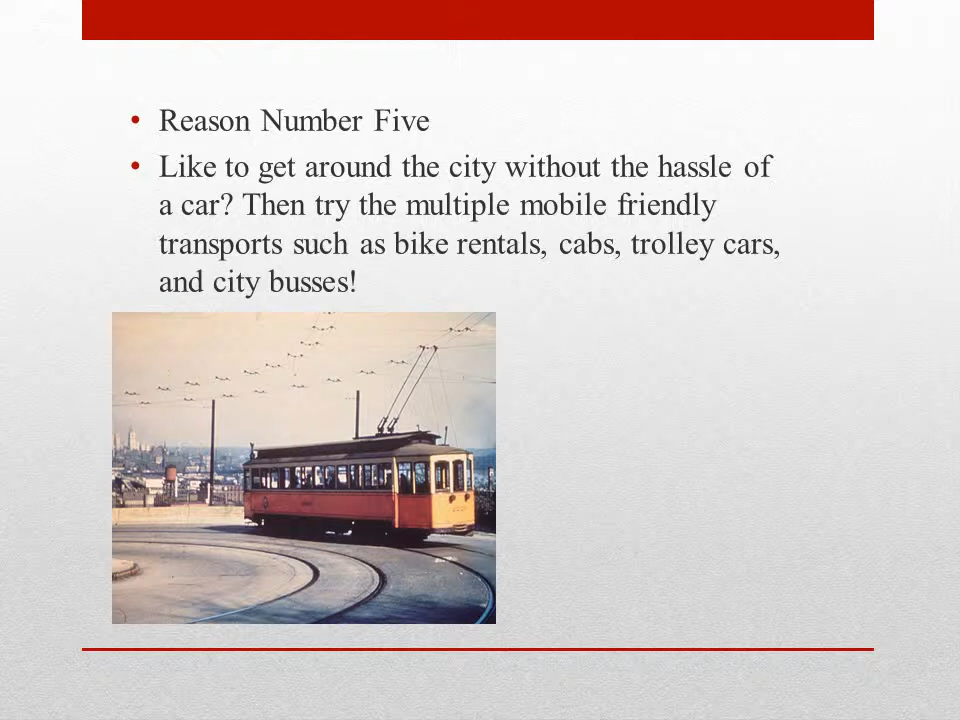 • Reason Number Five
• Like to get around the city without the hassle of
a car? Then try the multiple mobile friendly
transports such as bike rentals, cabs, trolley cars,
and city busses!